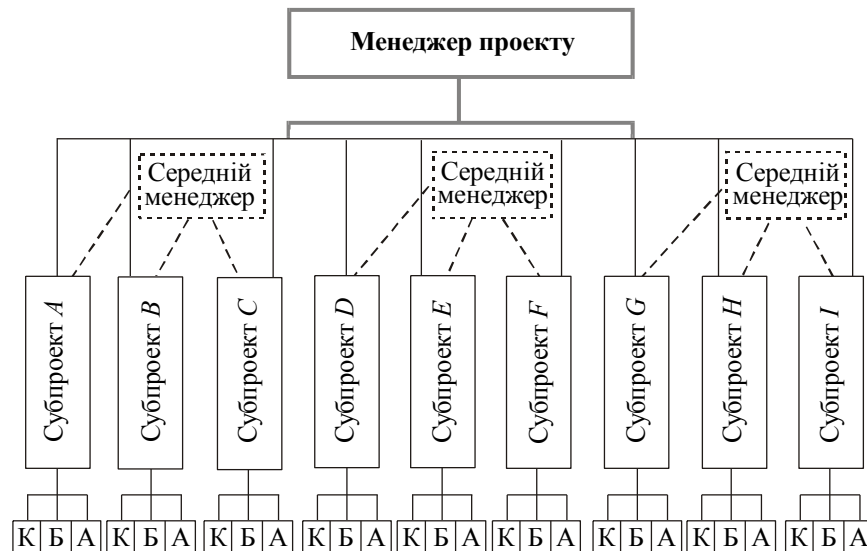 Менеджер проекту
Середній
менеджер
Середній
менеджер
Середній
менеджер
Субпроект A
Субпроект B
Субпроект C
Субпроект D
Субпроект E
Субпроект F
Субпроект G
Субпроект H
Субпроект I
К Б А К Б А К Б А К Б А К Б А К Б А К Б А К Б А К Б А